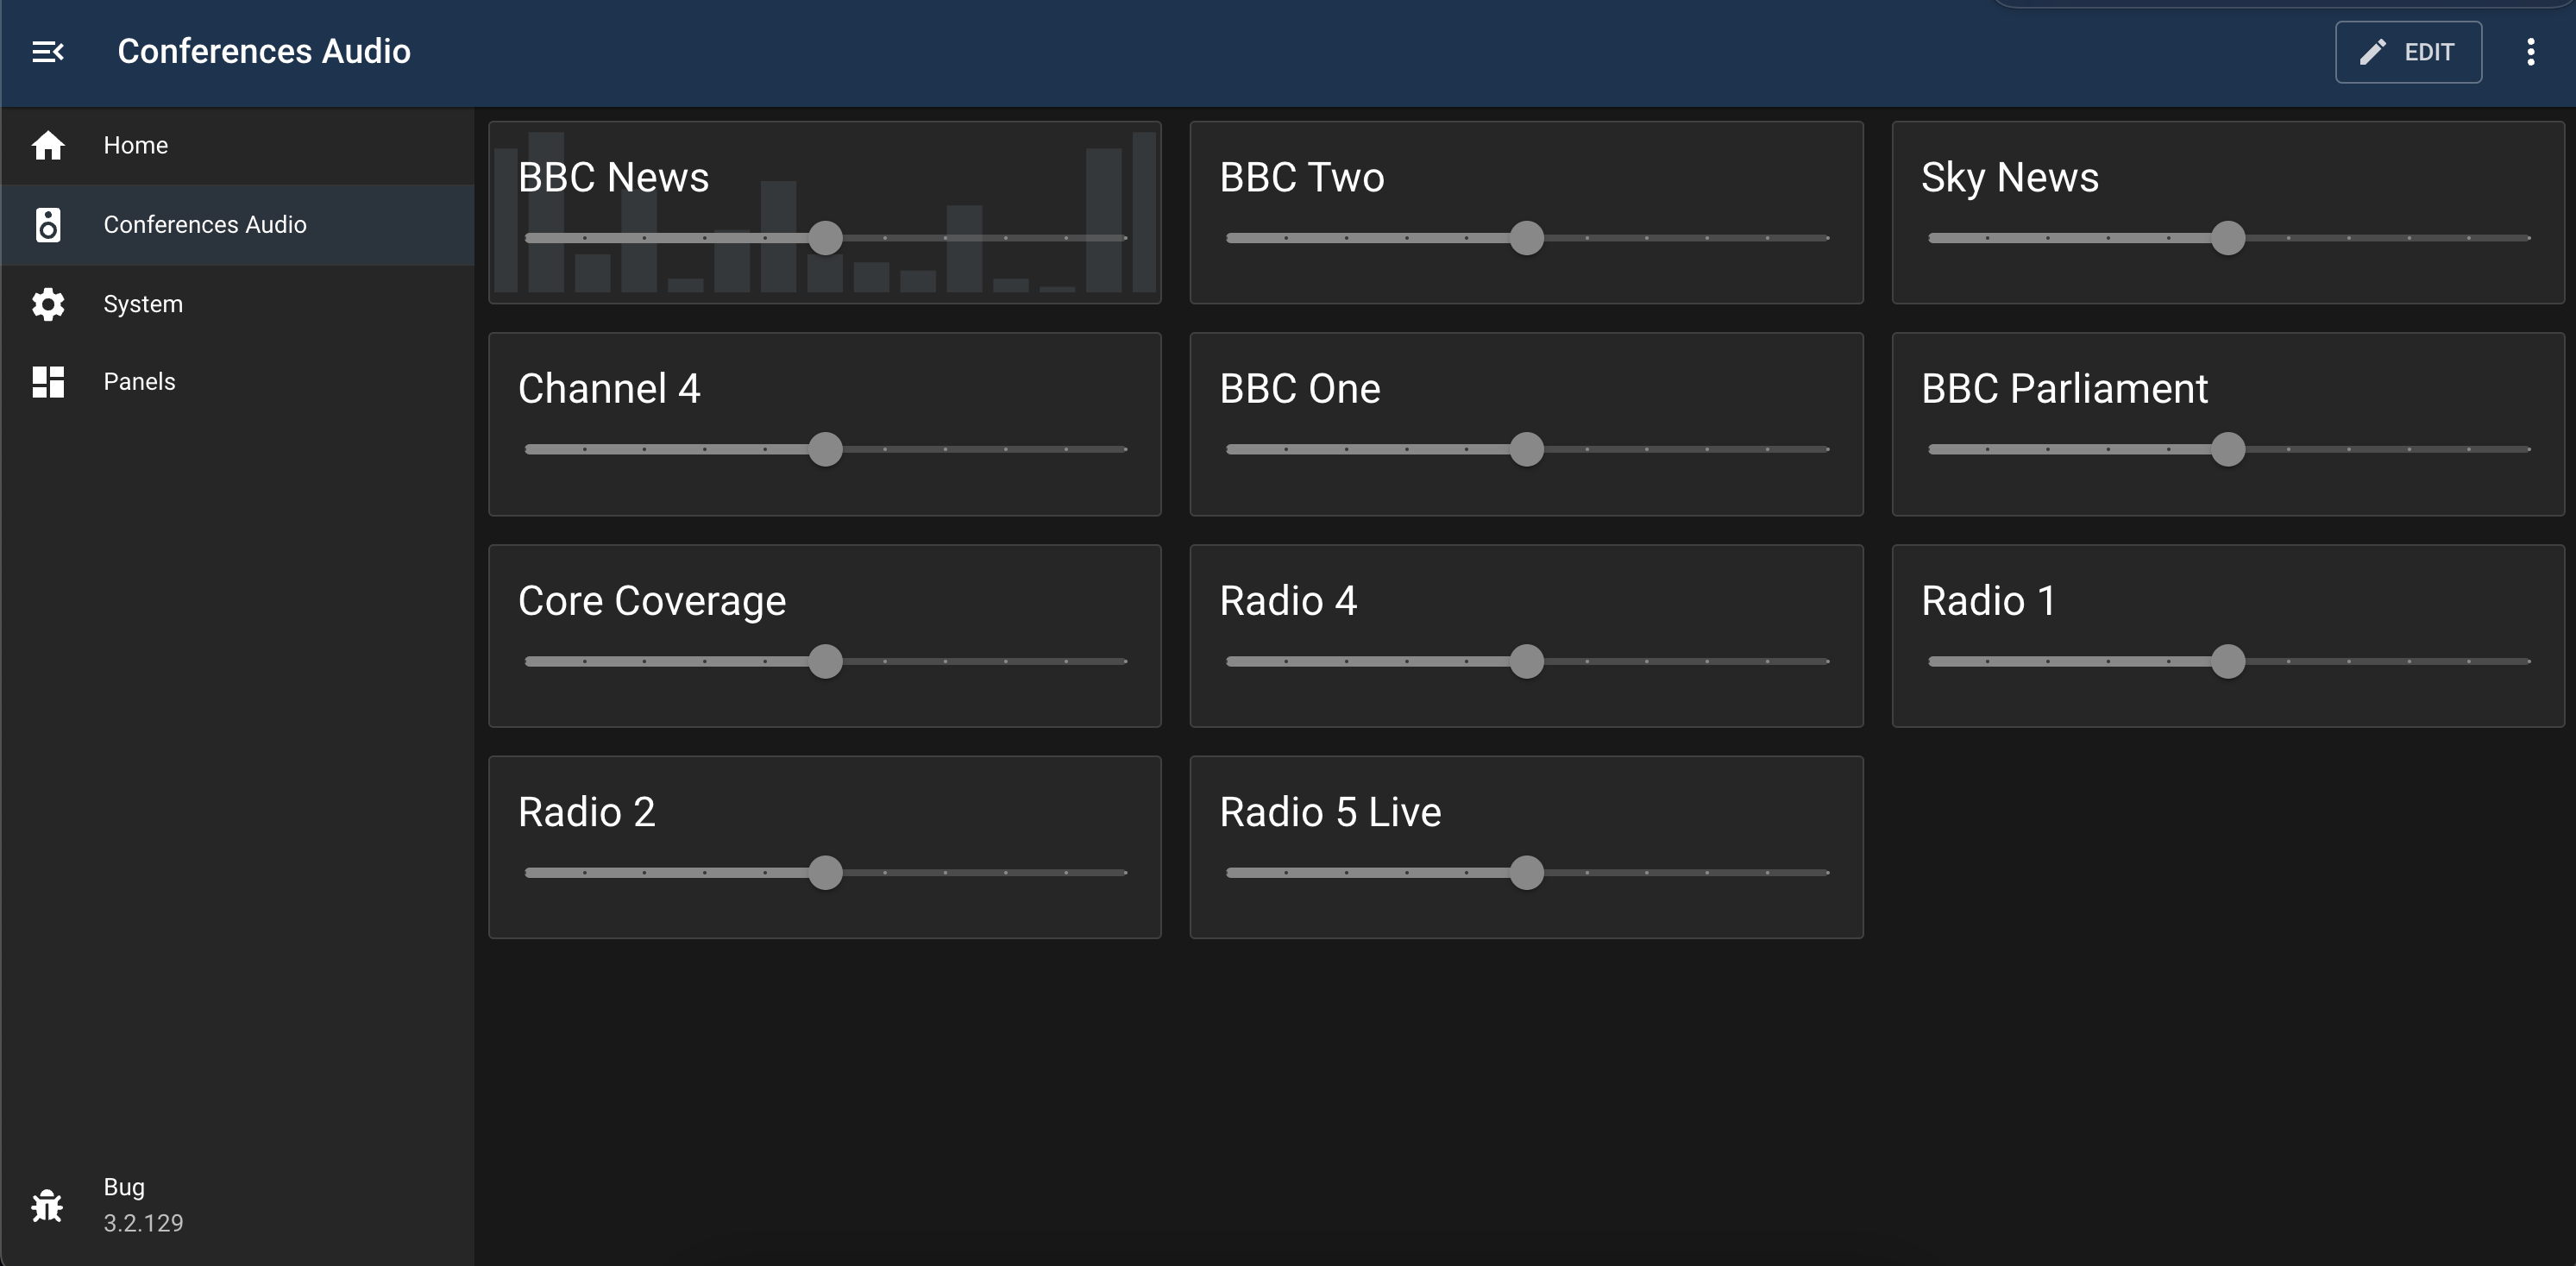 Conferences Audio
EDIT
Home
Conferences Audio
System
Panels
BBC News
BBC Two
Sky News
Channel 4
BBC One
BBC Parliament
Core Coverage
Radio 4
Radio 1
Radio 2
Radio 5 Live
Bug
3.2.129